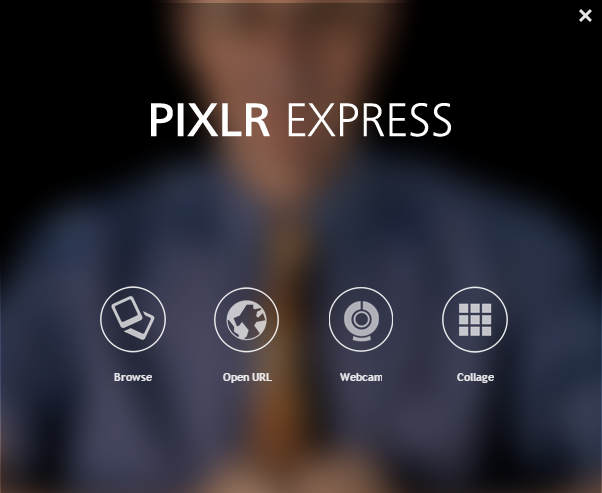 PIXLR EXPRESS
Browse
Open URL
Webcam
Collage